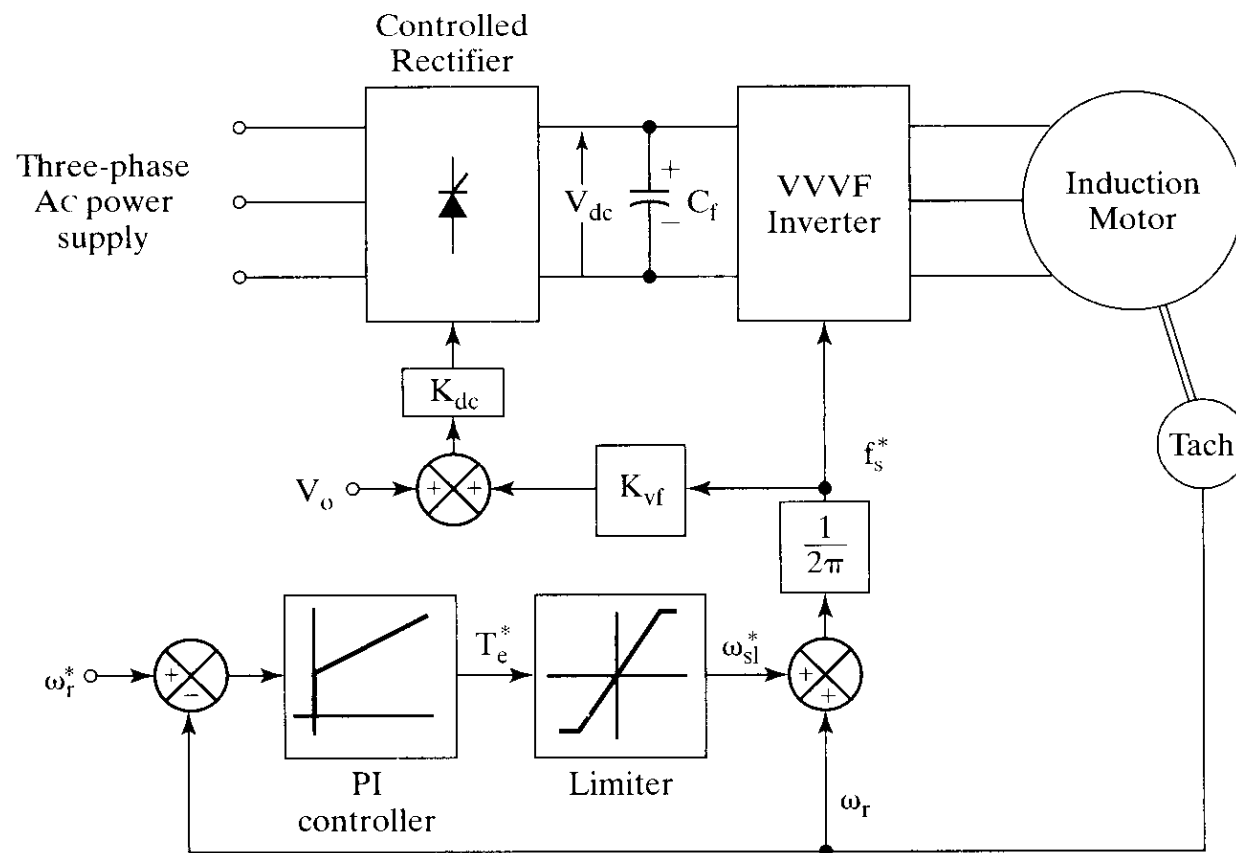 Controlled
Rectifier
Three-phase
Ac power
supply
V_dc
+
−
C_f
VVVF
Inverter
Induction
Motor
K_dc
Tach
f_s^*
V_o
+ +
K_vf
1
2π
ω_r^*
+
−
T_e^*
ω_sl^*
+
+
PI
controller
Limiter
ω_r